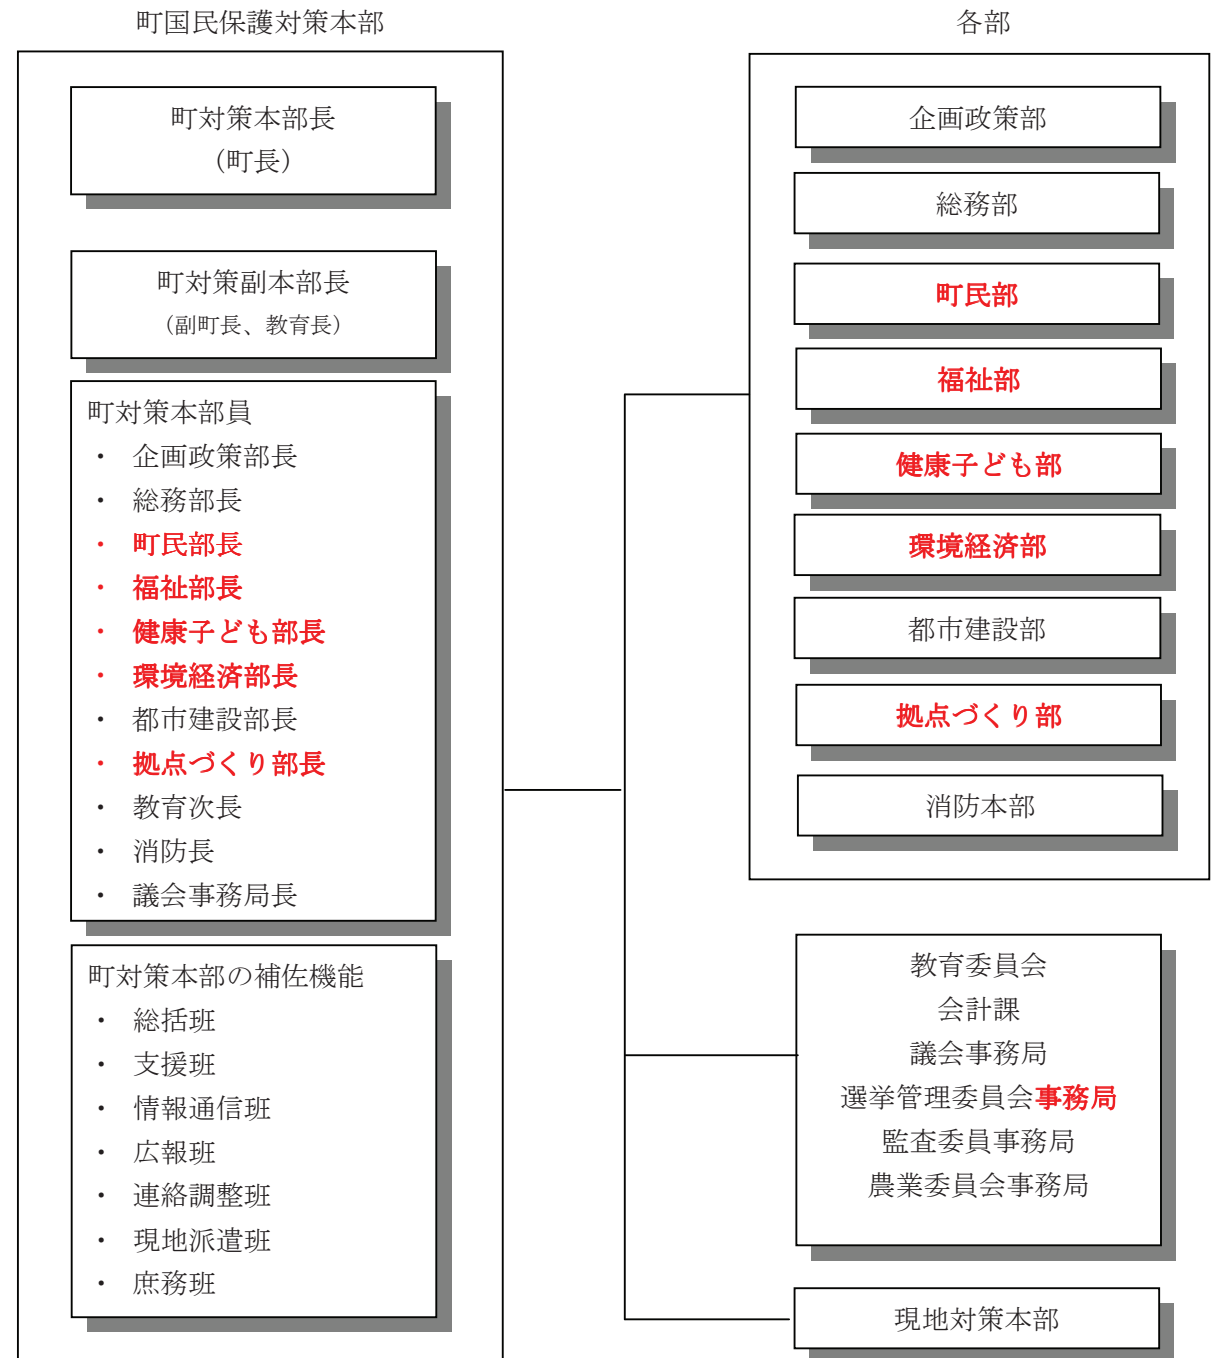 町国民保護対策本部
町対策本部長
（町長）
町対策副本部長
（副町長、教育長）
町対策本部員
・ 企画政策部長
・ 総務部長
・ 町民部長
・ 福祉部長
・ 健康子ども部長
・ 環境経済部長
・ 都市建設部長
・ 拠点づくり部長
・ 教育次長
・ 消防長
・ 議会事務局長
町対策本部の補佐機能
・ 総括班
・ 支援班
・ 情報通信班
・ 広報班
・ 連絡調整班
・ 現地派遣班
・ 庶務班
各部
企画政策部
総務部
町民部
福祉部
健康子ども部
環境経済部
都市建設部
拠点づくり部
消防本部
教育委員会
会計課
議会事務局
選挙管理委員会事務局
監査委員事務局
農業委員会事務局
現地対策本部